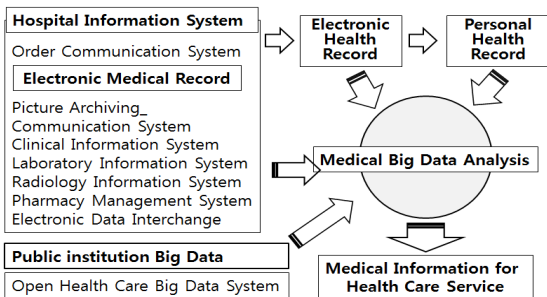 Hospital Information System
Order Communication System
Electronic Medical Record
Picture Archiving_
Communication System
Clinical Information System
Laboratory Information System
Radiology Information System
Pharmacy Management System
Electronic Data Interchange
Public institution Big Data
Open Health Care Big Data System
Electronic
Health
Record
Personal
Health
Record
Medical Big Data Analysis
Medical Information for
Health Care Service